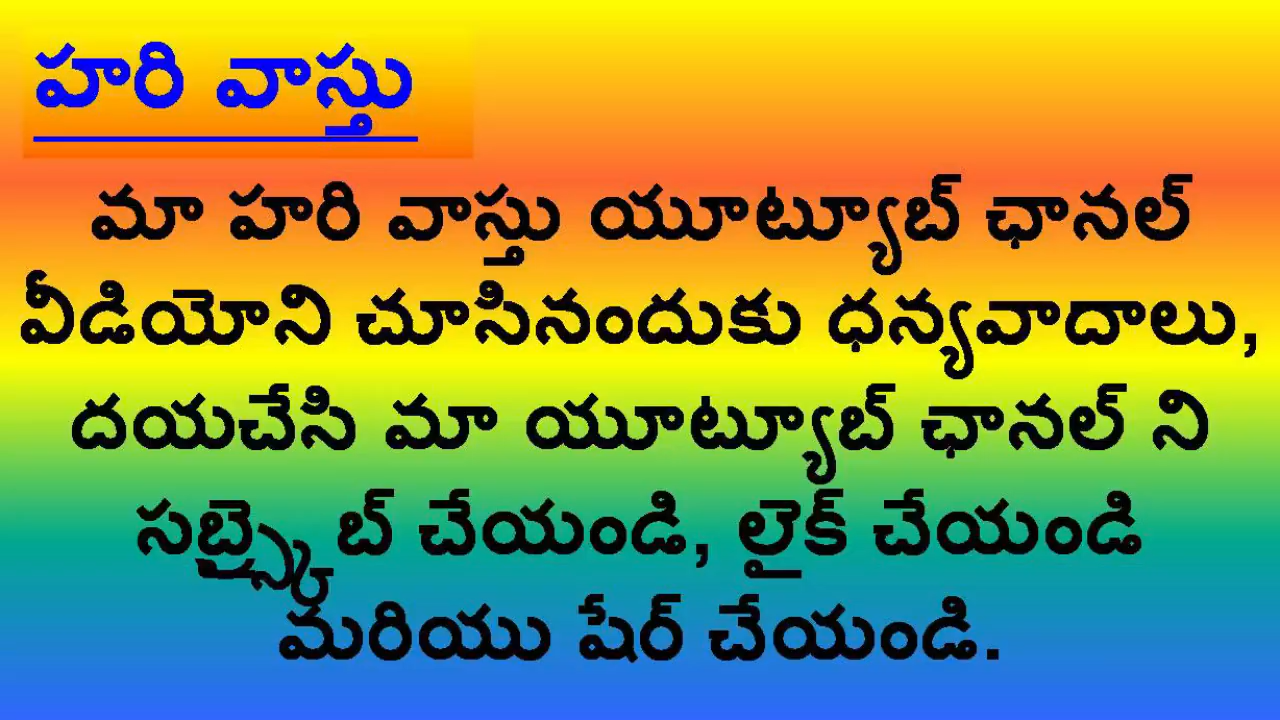 హరి వాస్తు
మా హరి వాస్తు యూట్యూబ్ ఛానల్
వీడియోని చూసినందుకు ధన్యవాదాలు,
దయచేసి మా యూట్యూబ్ ఛానల్ ని
సబ్స్క్రైబ్ చేయండి, లైక్ చేయండి
మరియు షేర్ చేయండి.